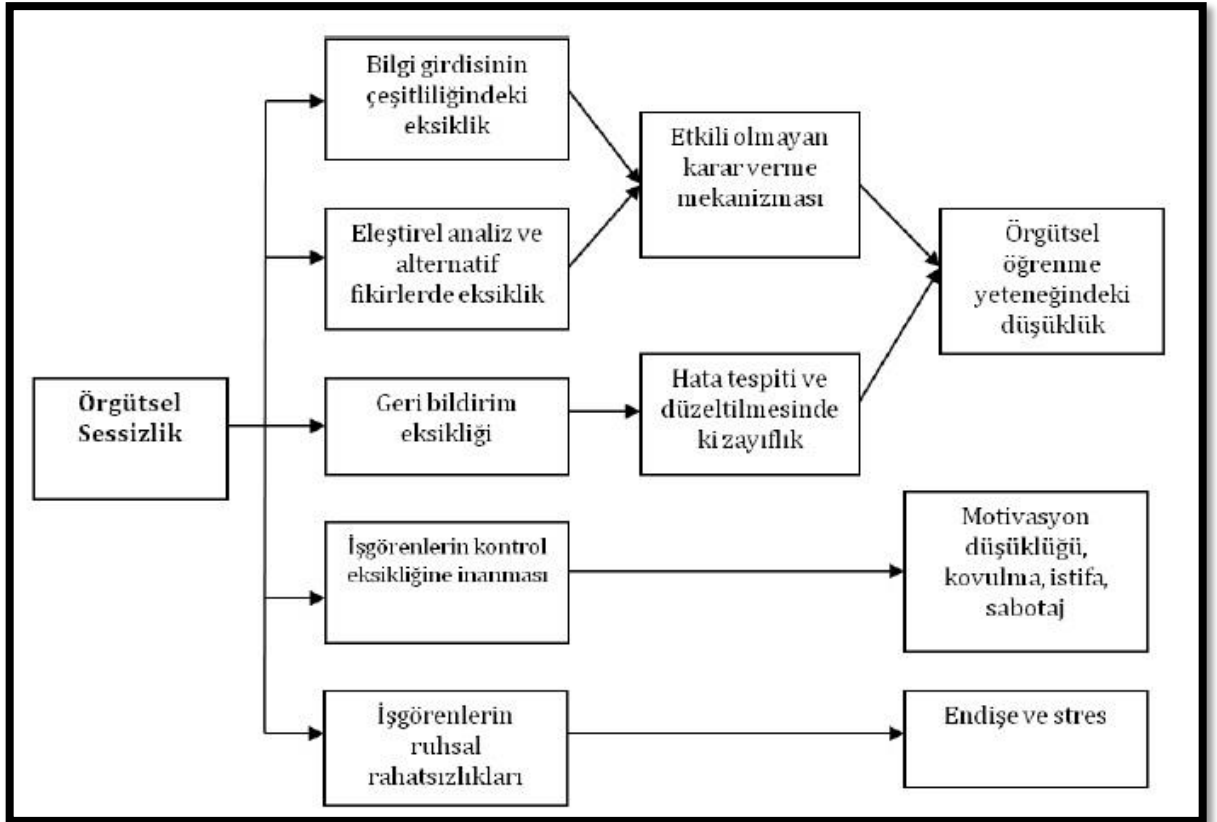 Bilgi girdisinin
çeşitliliğindeki
eksiklik
Etkili olmayan
karar verme
mekanizması
Eleştirel analiz ve
alternatif
fikirlerde eksiklik
Örgütsel
öğrenme
yeteneğindeki
düşüklük
Örgütsel
Sessizlik
Geri bildirim
eksikliği
Hata tespiti ve
düzeltilmesinde
ki zayıflık
İşgörenlerin kontrol
eksikliğine inanması
Motivasyon
düşüklüğü,
kovulma, istifa,
sabotaj
İşgörenlerin
ruhsal
rahatsızlıkları
Endişe ve stres